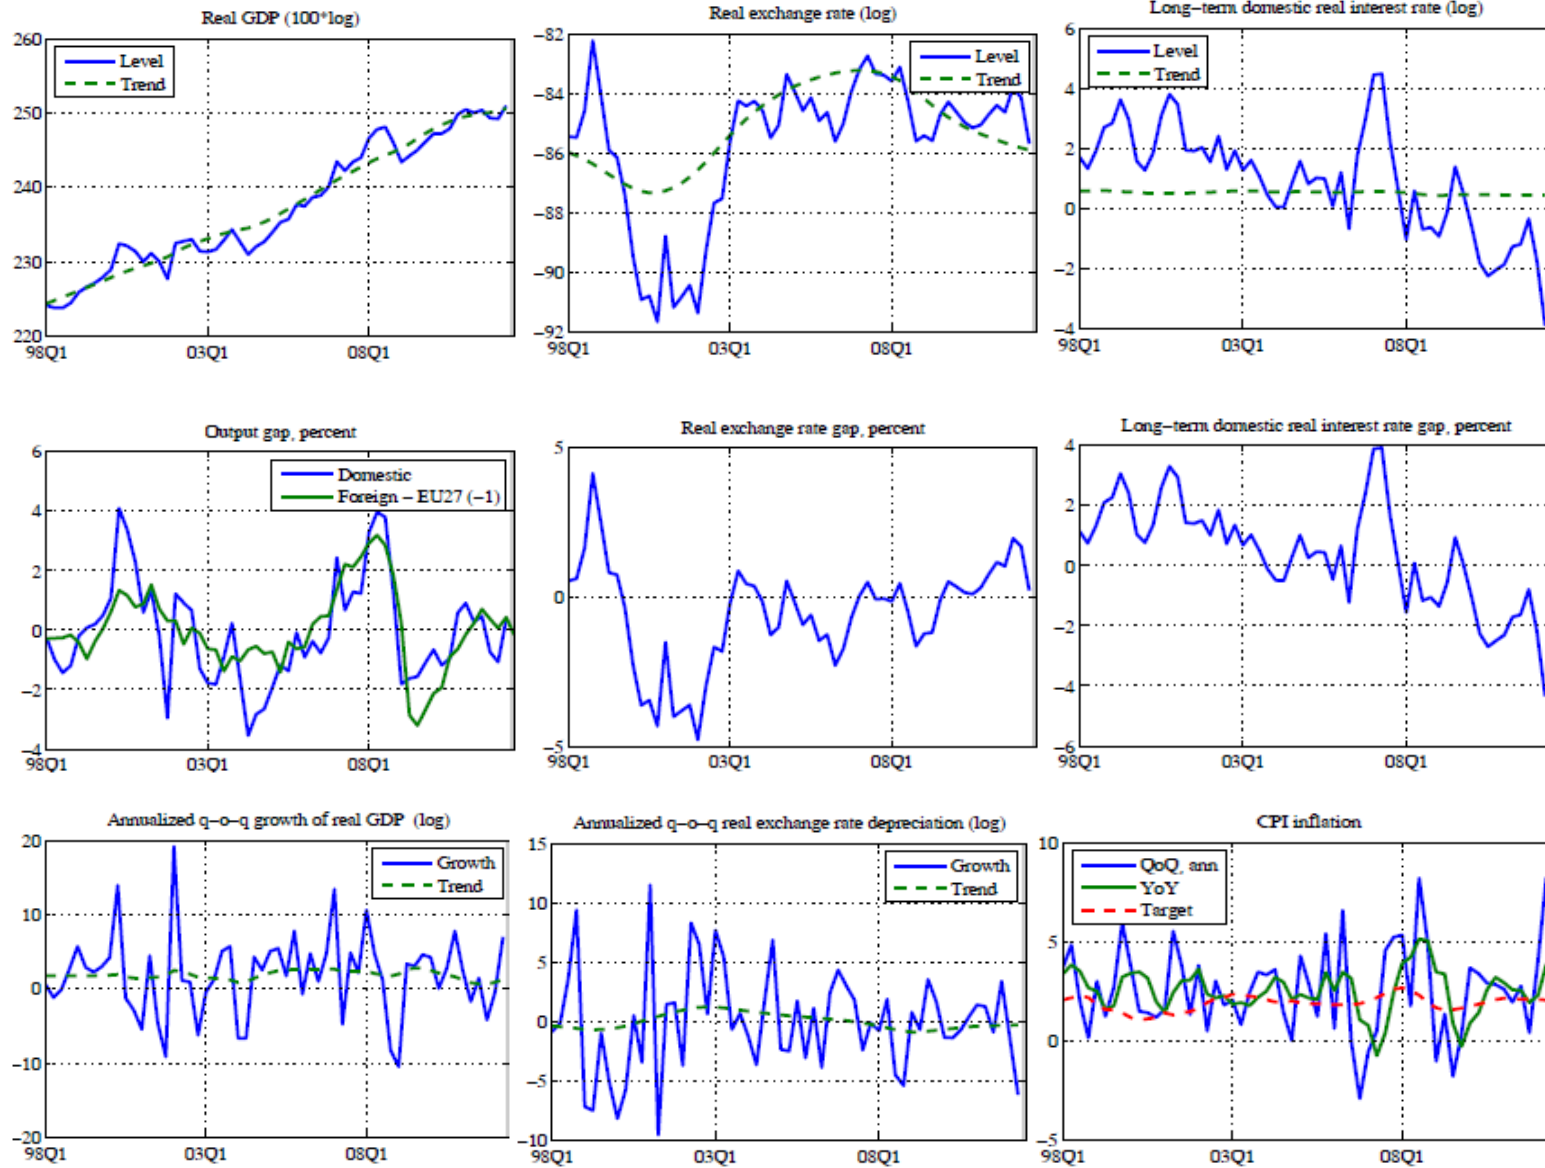 Real GDP (100*log)
260
250
240
230
220
98Q1
03Q1
08Q1
Level
Trend
Real exchange rate (log)
−82
−84
−86
−88
−90
−92
98Q1
03Q1
08Q1
Level
Trend
Long−term domestic real interest rate (log)
6
4
2
0
−2
−4
98Q1
03Q1
08Q1
Level
Trend
Output gap, percent
6
4
2
0
−2
−4
98Q1
03Q1
08Q1
Domestic
Foreign − EU27 (−1)
Real exchange rate gap, percent
5
0
−5
98Q1
03Q1
08Q1
Long−term domestic real interest rate gap, percent
4
2
0
−2
−4
−6
98Q1
03Q1
08Q1
Annualized q−o−q growth of real GDP (log)
20
10
0
−10
−20
98Q1
03Q1
08Q1
Growth
Trend
Annualized q−o−q real exchange rate depreciation (log)
15
10
5
0
−5
−10
98Q1
03Q1
08Q1
Growth
Trend
CPI inflation
10
5
0
−5
98Q1
03Q1
08Q1
QoQ, ann
YoY
Target